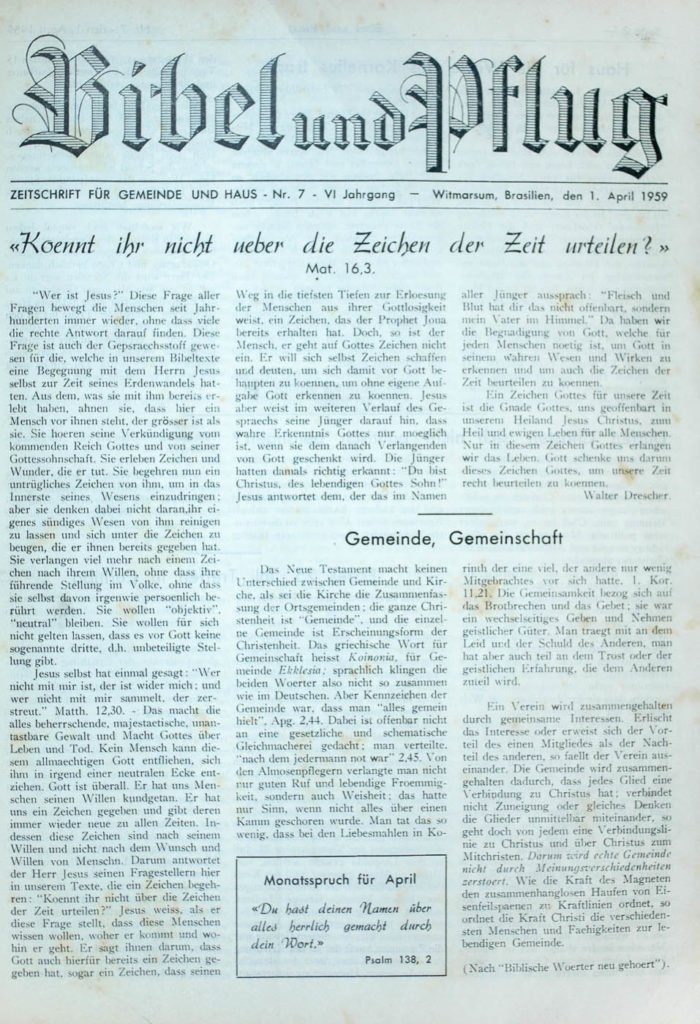 Bibel und Pflug
ZEITSCHRIFT FÜR GEMEINDE UND HAUS - Nr. 7 - VI Jahrgang — Witmarsum, Brasilien, den 1. April 1959
«Koennt ihr nicht ueber die Zeichen der Zeit urteilen?»
Mat. 16,3.
"Wer ist Jesus?" Diese Frage aller
Fragen bewegt die Menschen seit Jahr-
hunderten immer wieder, ohne dass viele
die rechte Antwort darauf finden. Diese
Frage ist auch der Gepsraechsstoff gewe-
sen für die, welche in unserem Bibeltexte
eine Begegnung mit dem Herrn Jesus
selbst zur Zeit seines Erdenwandels hat-
ten. Aus dem, was sie mit ihm bereits er-
lebt haben, ahnen sie, dass hier ein
Mensch vor ihnen steht, der grösser ist als
sie. Sie hoeren seine Verkündigung vom
kommenden Reich Gottes und von seiner
Gottessohnschaft. Sie erleben Zeichen und
Wunder, die er tut. Sie begehren nun ein
untrügliches Zeichen von ihm, um in das
Innerste seines Wesens einzudringen;
aber sie denken dabei nicht daran,ihr ei-
genes sündiges Wesen von ihm reinigen
zu lassen und sich unter die Zeichen zu
beugen, die er ihnen bereits gegeben hat.
Sie verlangen viel mehr nach einem Zei-
chen nach ihrem Willen, ohne dass ihre
führende Stellung im Volke, ohne dass
sie selbst davon irgenwie persoenlich be-
rührt werden. Sie wollen "objektiv",
"neutral" bleiben. Sie wollen für sich
nicht gelten lassen, dass es vor Gott keine
sogenannte dritte, d.h. unbeteiligte Stel-
lung gibt.
Jesus selbst hat einmal gesagt: "Wer
nicht mit mir ist, der ist wider mich; und
wer nicht mit mir sammelt, der zer-
streut." Matth. 12,30. - Das macht die
alles beherrschende, majestaetische, unan-
tastbare Gewalt und Macht Gottes über
Leben und Tod. Kein Mensch kann die-
sem allmaechtigen Gott entfliehen, sich
ihm in irgend einer neutralen Ecke ent-
ziehen. Gott ist überall. Er hat uns Men-
schen seinen Willen kundgetan. Er hat
uns ein Zeichen gegeben und gibt deren
immer wieder neue zu allen Zeiten. In-
dessen diese Zeichen sind nach seinem
Willen und nicht nach dem Wunsch und
Willen von Menschn. Darum antwortet
der Herr Jesus seinen Fragestellern hier
in unserem Texte, die ein Zeichen begeh-
ren: "Koennt ihr nicht über die Zeichen
der Zeit urteilen?" Jesus weiss, als er
diese Frage stellt, dass diese Menschen
wissen wollen, woher er kommt und wo-
hin er geht. Er sagt ihnen darum, dass
Gott auch hierfür bereits ein Zeichen ge-
geben hat, sogar ein Zeichen, dass seinen
Weg in die tiefsten Tiefen zur Erloesung
der Menschen aus ihrer Gottlosigkeit
weist, ein Zeichen, das der Prophet Jona
bereits erhalten hat. Doch, so ist der
Mensch, er geht auf Gottes Zeichen nicht
ein. Er will sich selbst Zeichen schaffen
und deuten, um sich damit vor Gott be-
haupten zu koennen, um ohne eigene Auf-
gabe Gott erkennen zu koennen. Jesus
aber weist im weiteren Verlauf des Ge-
spraechs seine Jünger darauf hin, dass
wahre Erkenntnis Gottes nur moeglich
ist, wenn sie dem danach Verlangenden
von Gott geschenkt wird. Die Jünger
hatten damals richtig erkannt: "Du bist
Christus, des lebendigen Gottes Sohn!"
Jesus antwortet dem, der das im Namen
aller Jünger aussprach: "Fleisch und
Blut hat dir das nicht offenbart, sondern
mein Vater im Himmel." Da haben wir
die Begnadigung von Gott, welche für
jeden Menschen noetig ist, um Gott in
seinem wahren Wesen und Wirken zu
erkennen und um auch die Zeichen der
Zeit beurteilen zu koennen.
Ein Zeichen Gottes für unsere Zeit
ist die Gnade Gottes, uns geoffenbart in
unserem Heiland Jesus Christus, zum
Heil und ewigen Leben für alle Menschen.
Nur in diesem Zeichen Gottes erlangen
wir das Leben. Gott schenke uns darum
dieses Zeichen Gottes, um unsere Zeit
recht beurteilen zu koennen.
Walter Drescher.
Gemeinde, Gemeinschaft
Das Neue Testament macht keinen
Unterschied zwischen Gemeinde und Kir-
che, als sei die Kirche die Zusammenfas-
sung der Ortsgemeinden; die ganze Chri-
stenheit ist "Gemeinde", und die einzel-
ne Gemeinde ist Erscheinungsform der
Christenheit. Das griechische Wort für
Gemeinschaft heisst Koinonia, für Ge-
meinde Ekklesia; sprachlich klingen die
beiden Woerter also nicht so zusammen
wie im Deutschen. Aber Kennzeichen der
Gemeinde war, dass man "alles gemein
hielt", Apg. 2,44. Dabei ist offenbar nicht
an eine gesetzliche und schematische
Gleichmacherei gedacht; man verteilte,
"nach dem jedermann not war" 2,45. Von
den Almosenpflegern verlangte man nicht
nur guten Ruf und lebendige Froemmig-
keit, sondern auch Weisheit; das hatte
nur Sinn, wenn nicht alles über einen
Kamm geschoren wurde. Man tat das so
wenig, dass bei den Liebesmahlen in Ko-
rinth der eine viel, der andere nur wenig
Mitgebrachtes vor sich hatte. 1. Kor.
11,21. Die Gemeinsamkeit bezog sich auf
das Brotbrechen und das Gebet; sie war
ein wechselseitiges Geben und Nehmen
geistlicher Güter. Man traegt mit an dem
Leid und der Schuld des Anderen, man
hat aber auch teil an dem Trost oder der
geistlichen Erfahrung, die dem Anderen
zuteil wird.
Ein Verein wird zusammengehalten
durch gemeinsame Interessen. Erlischt
das Interesse oder erweist sich der Vor-
teil des einen Mitgliedes als der Nach-
teil des anderen, so faellt der Verein aus-
einander. Die Gemeinde wird zusammen-
gehalten dadurch, dass jedes Glied eine
Verbindung zu Christus hat; verbindet
nicht Zuneigung oder gleiches Denken
die Glieder unmittelbar miteinander, so
geht doch von jedem eine Verbindungsli-
nie zu Christus und über Christus zum
Mitchristen. Darum wird echte Gemeinde
nicht durch Meinungsverschiedenheiten
zerstoert. Wie die Kraft des Magneten
den zusammenhanglosen Haufen von Ei-
senfeilspaenen zu Kraftlinien ordnet, so
ordnet die Kraft Christi die verschieden-
sten Menschen und Faehigkeiten zur le-
bendigen Gemeinde.
(Nach "Biblische Woerter neu gehoert").
Monatsspruch für April
«Du hast deinen Namen über
alles herrlich gemacht durch
dein Wort.»
Psalm 138, 2